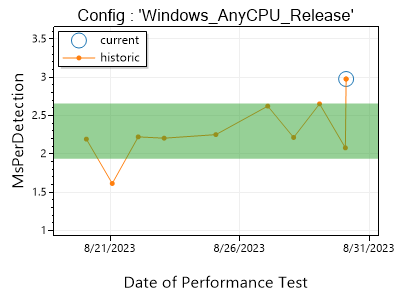 Config : 'Windows_AnyCPU_Release'
current
historic
MsPerDetection
3.5
3
2.5
2
1.5
1
8/21/2023
8/26/2023
8/31/2023
Date of Performance Test